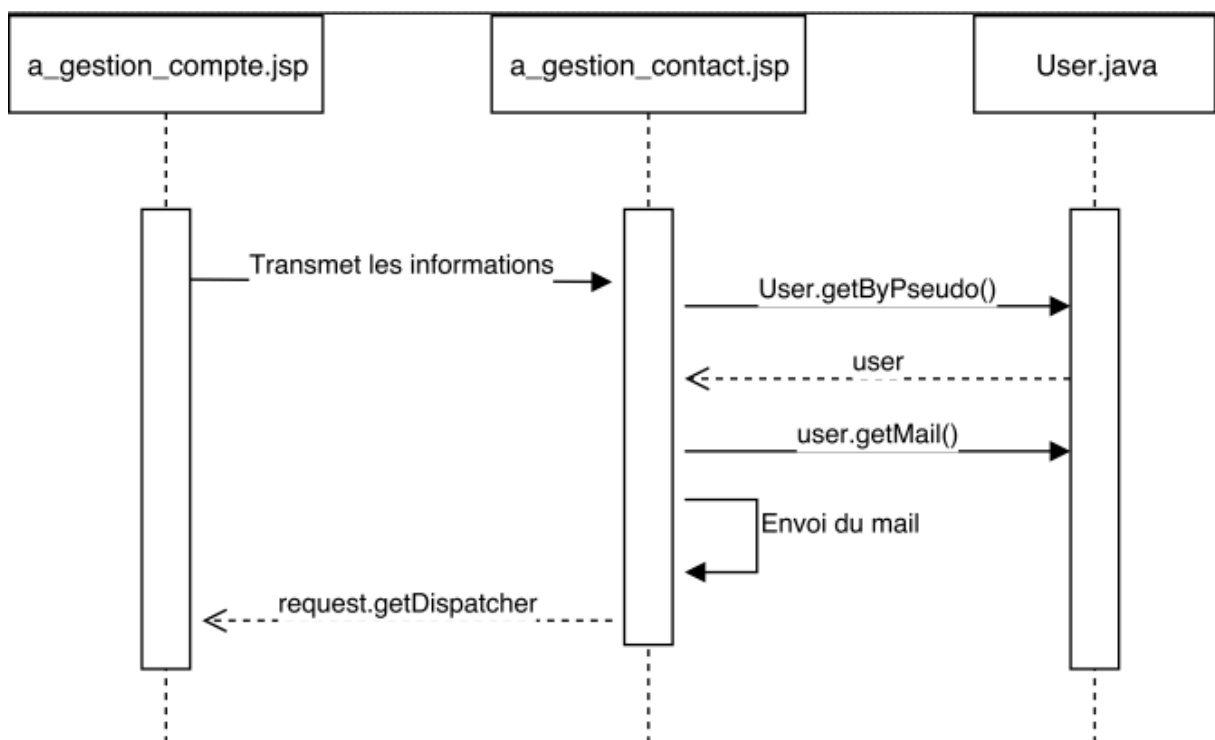 a_gestion_compte.jsp
a_gestion_contact.jsp
User.java
Transmet les informations
User.getByPseudo()
user
user.getMail()
Envoi du mail
request.getDispatcher